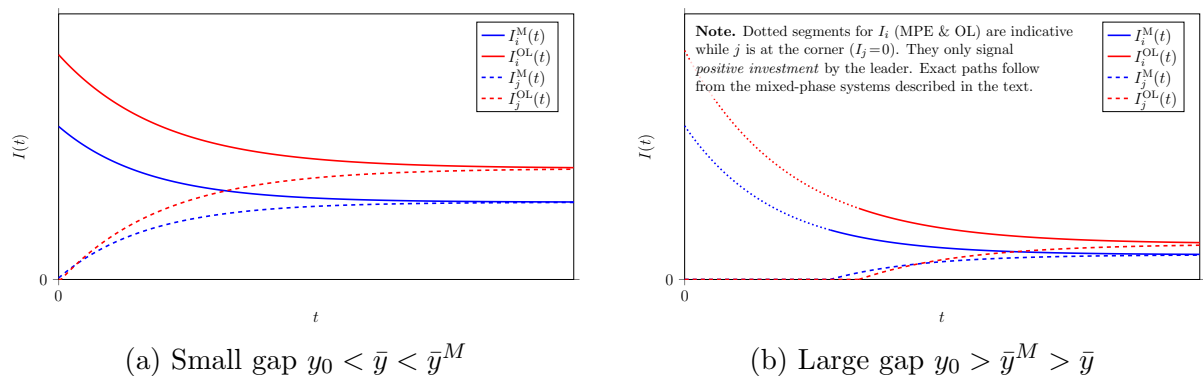 I_i^M(t)
I_i^OL(t)
I_j^M(t)
I_j^OL(t)
I(t)
0
0
t
(a) Small gap y_0 < ȳ < ȳ^M
Note. Dotted segments for I_i (MPE & OL) are indicative
while j is at the corner (I_j=0). They only signal
positive investment by the leader. Exact paths follow
from the mixed-phase systems described in the text.
I_i^M(t)
I_i^OL(t)
I_j^M(t)
I_j^OL(t)
I(t)
0
0
t
(b) Large gap y_0 > ȳ^M > ȳ